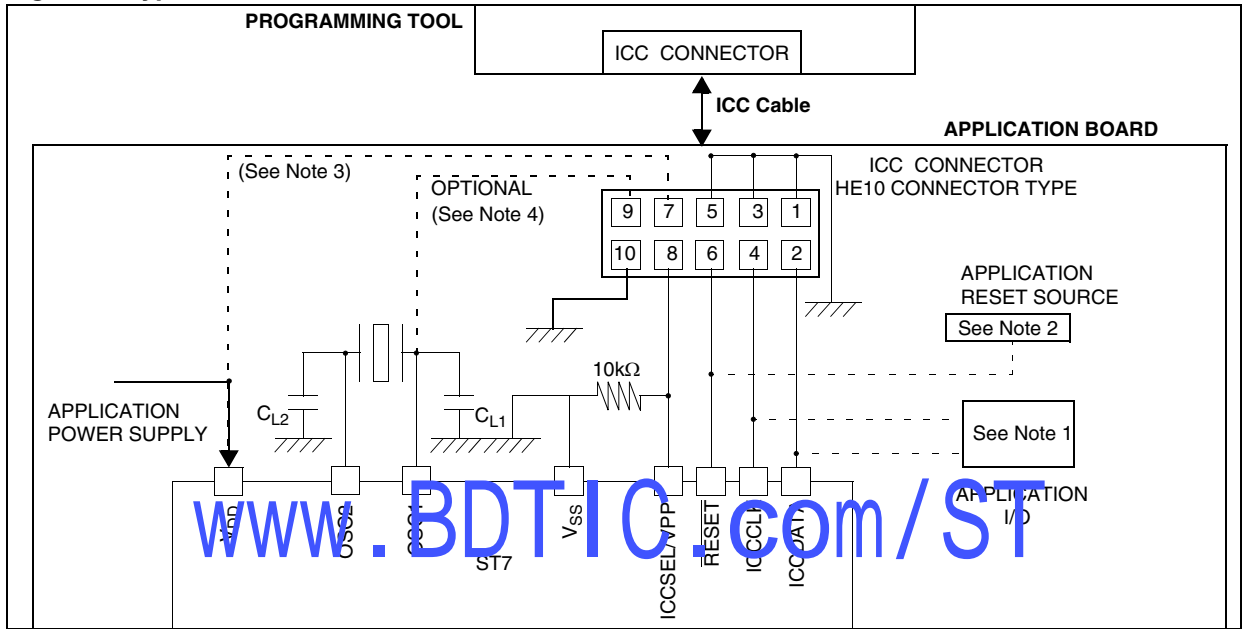 PROGRAMMING TOOL
ICC CONNECTOR
ICC Cable
APPLICATION BOARD
(See Note 3)
OPTIONAL
(See Note 4)
ICC CONNECTOR
HE10 CONNECTOR TYPE
9 7 5 3 1
10 8 6 4 2
APPLICATION
RESET SOURCE
See Note 2
10kΩ
APPLICATION
POWER SUPPLY
CL2
CL1
See Note 1
APPLICATION
I/O
VDD
OSC2
OSC1
VSS
ICCSEL/VPP
RESET
ICCCLK
ICCDATA
ST7
www.BDTIC.com/ST